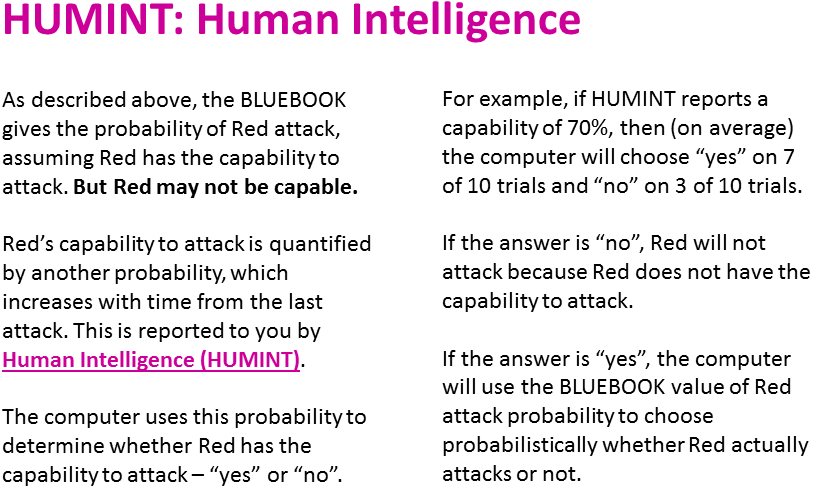 HUMINT: Human Intelligence
As described above, the BLUEBOOK
gives the probability of Red attack,
assuming Red has the capability to
attack. But Red may not be capable.
Red’s capability to attack is quantified
by another probability, which
increases with time from the last
attack. This is reported to you by
Human Intelligence (HUMINT).
The computer uses this probability to
determine whether Red has the
capability to attack – “yes” or “no”.
For example, if HUMINT reports a
capability of 70%, then (on average)
the computer will choose “yes” on 7
of 10 trials and “no” on 3 of 10 trials.
If the answer is “no”, Red will not
attack because Red does not have the
capability to attack.
If the answer is “yes”, the computer
will use the BLUEBOOK value of Red
attack probability to choose
probabilistically whether Red actually
attacks or not.